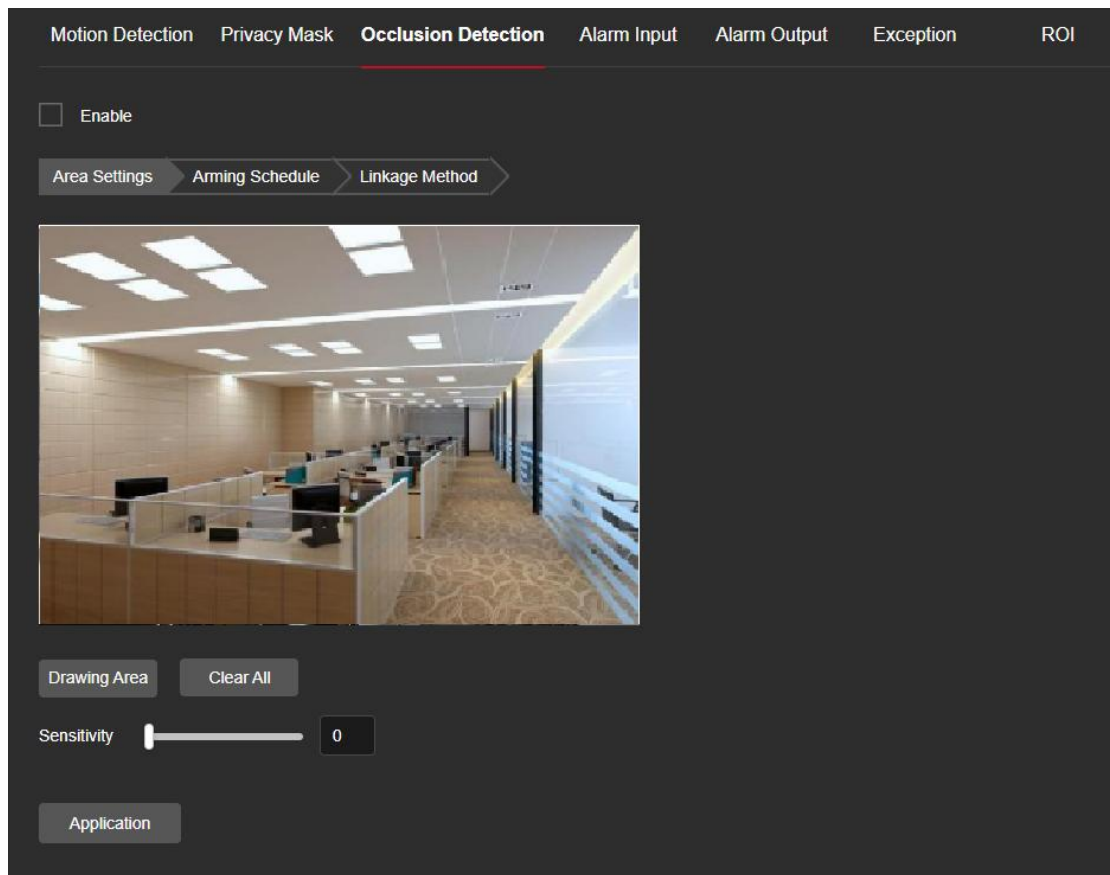 Motion Detection Privacy Mask Occlusion Detection Alarm Input Alarm Output Exception ROI
Enable
Area Settings Arming Schedule Linkage Method
Drawing Area Clear All
Sensitivity 0
Application